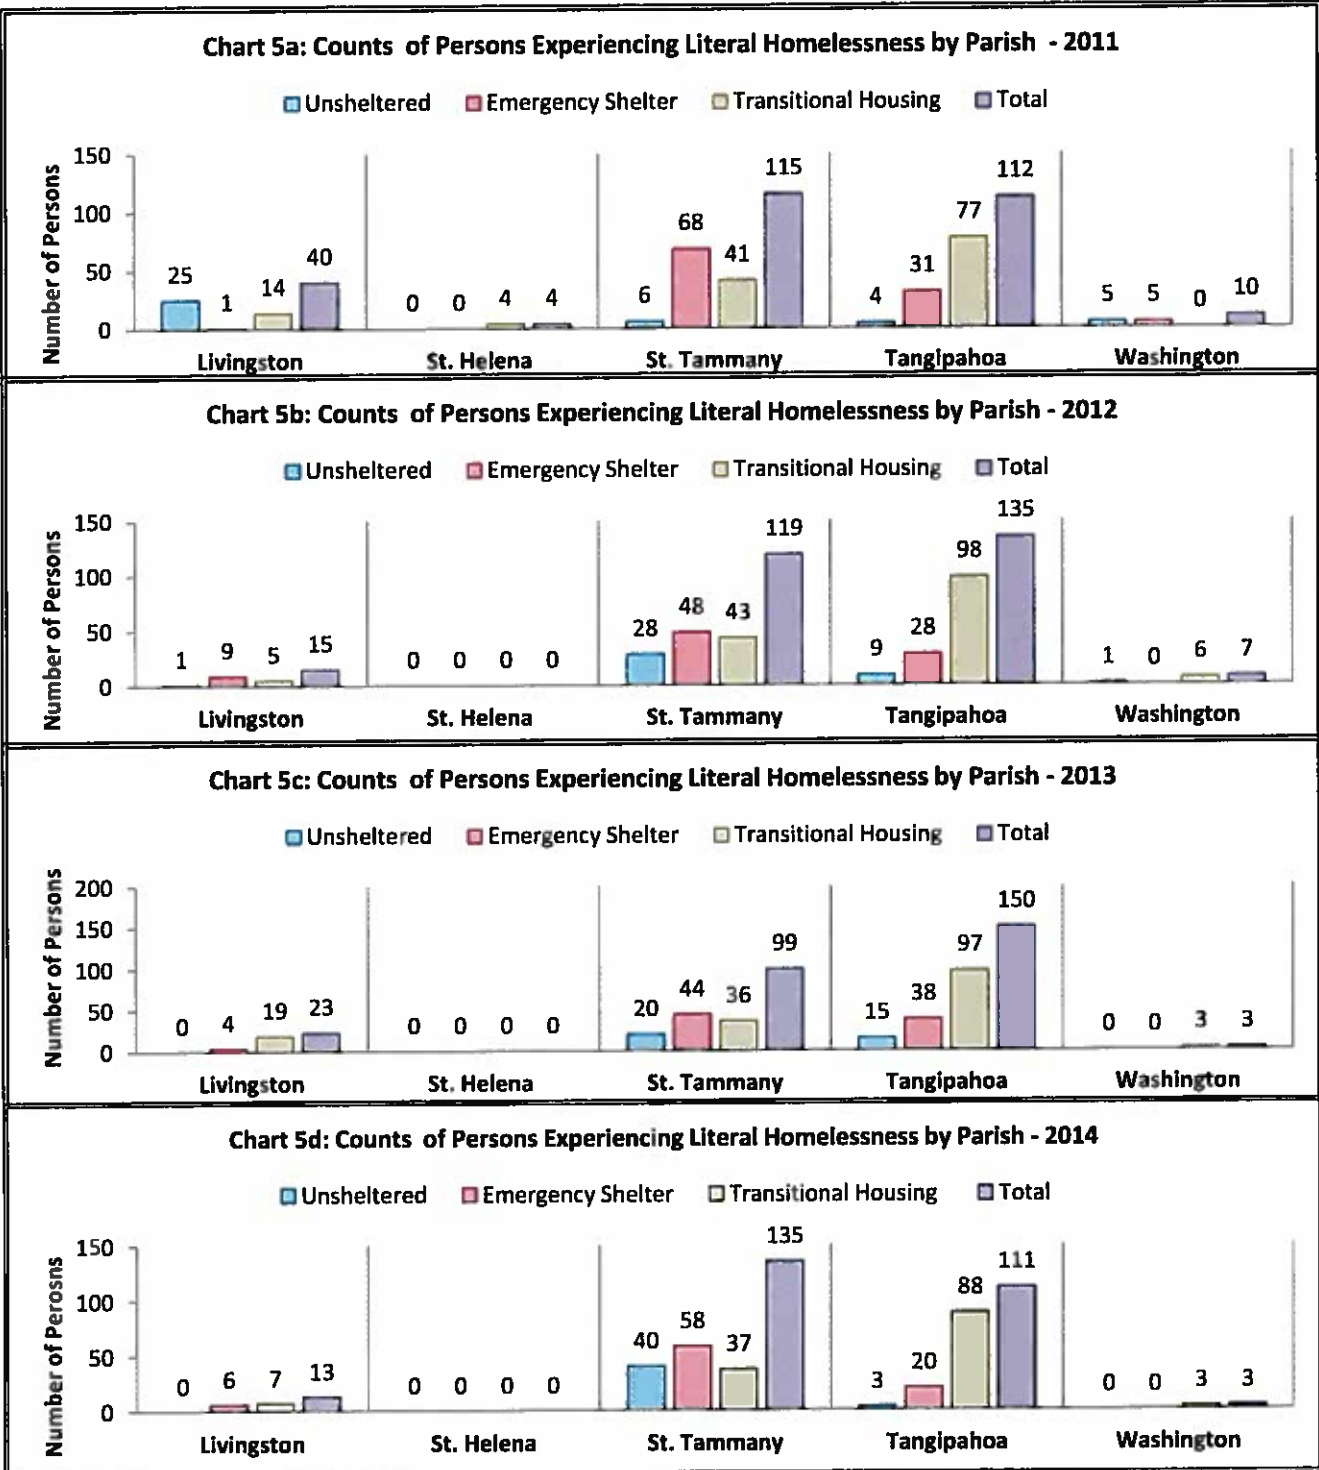 Chart 5a: Counts of Persons Experiencing Literal Homelessness by Parish - 2011
Unsheltered Emergency Shelter Transitional Housing Total
Number of Persons
150
100
50
0
25 1 14 40
0 0 4 4
6 68 41 115
4 31 77 112
5 5 0 10
Livingston St. Helena St. Tammany Tangipahoa Washington
Chart 5b: Counts of Persons Experiencing Literal Homelessness by Parish - 2012
Unsheltered Emergency Shelter Transitional Housing Total
Number of Persons
150
100
50
0
1 9 5 15
0 0 0 0
28 48 43 119
9 28 98 135
1 0 6 7
Livingston St. Helena St. Tammany Tangipahoa Washington
Chart 5c: Counts of Persons Experiencing Literal Homelessness by Parish - 2013
Unsheltered Emergency Shelter Transitional Housing Total
Number of Persons
200
150
100
50
0
0 4 19 23
0 0 0 0
20 44 36 99
15 38 97 150
0 0 3 3
Livingston St. Helena St. Tammany Tangipahoa Washington
Chart 5d: Counts of Persons Experiencing Literal Homelessness by Parish - 2014
Unsheltered Emergency Shelter Transitional Housing Total
Number of Perosns
150
100
50
0
0 6 7 13
0 0 0 0
40 58 37 135
3 20 88 111
0 0 3 3
Livingston St. Helena St. Tammany Tangipahoa Washington